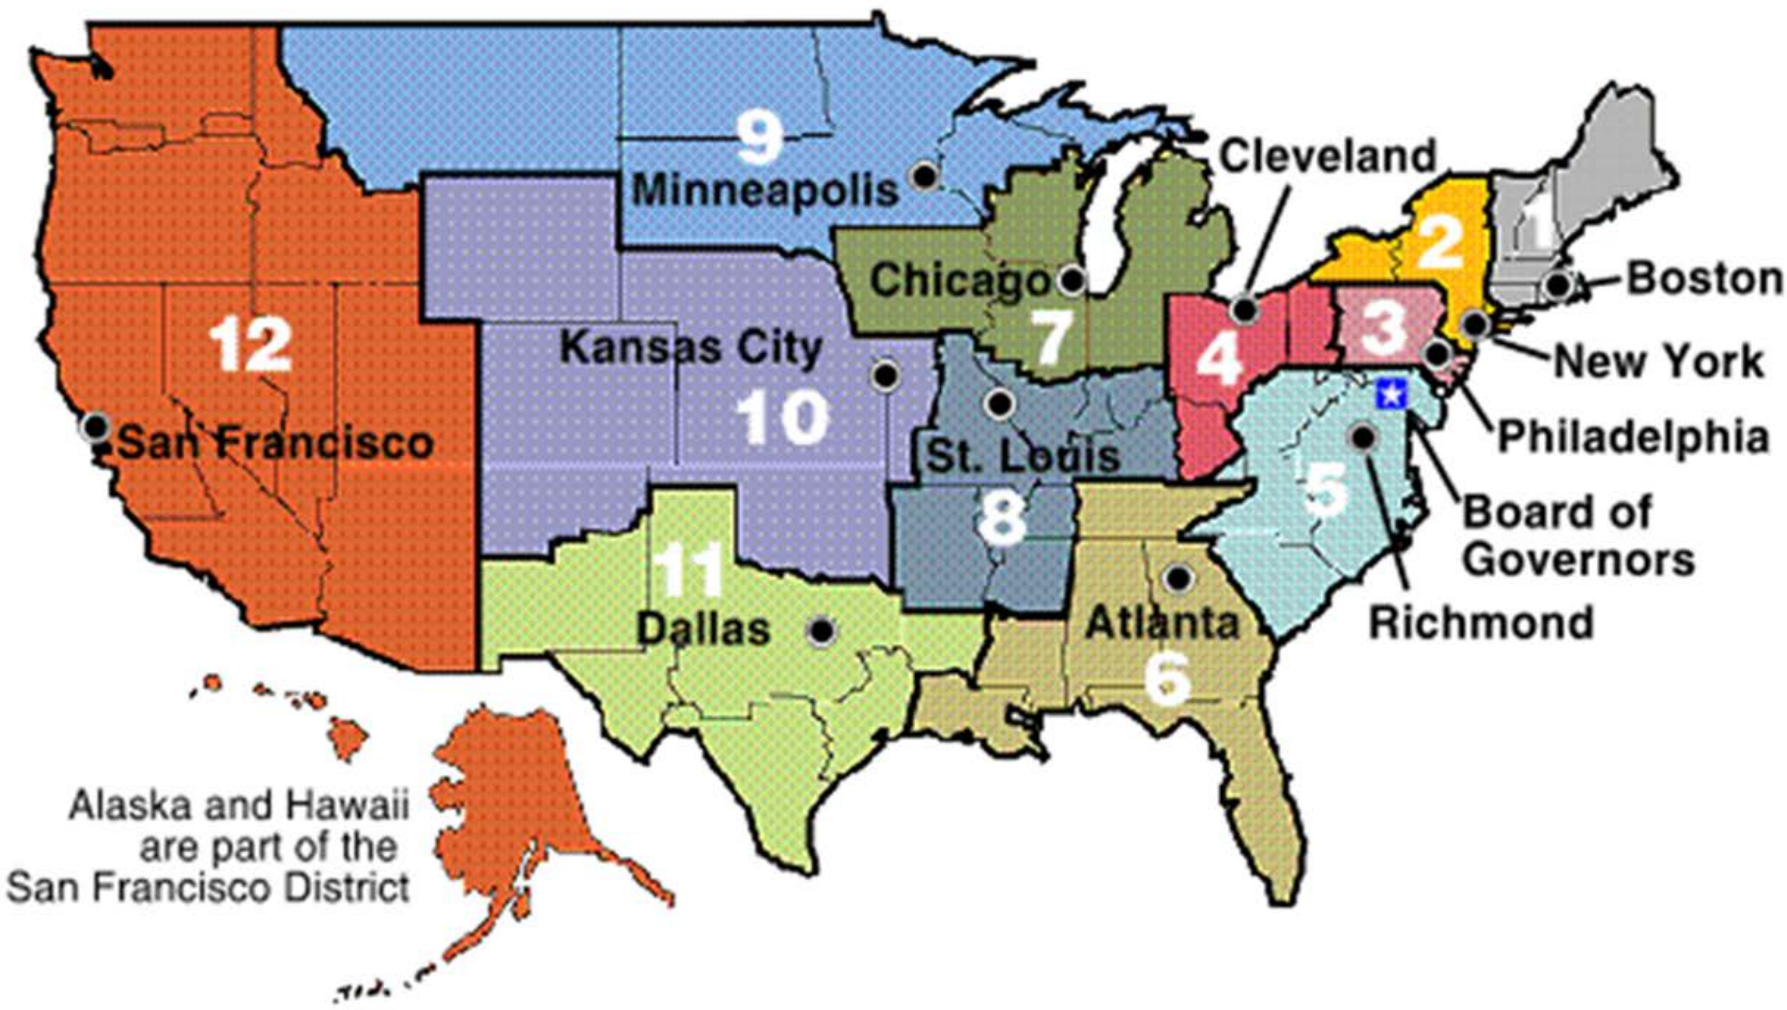 Cleveland
9
Minneapolis
2
1
Boston
Chicago
12
Kansas City
7
4
3
New York
10
San Francisco
St. Louis
Philadelphia
5
8
Board of
Governors
11
Dallas
Atlanta
Richmond
6
Alaska and Hawaii
are part of the
San Francisco District